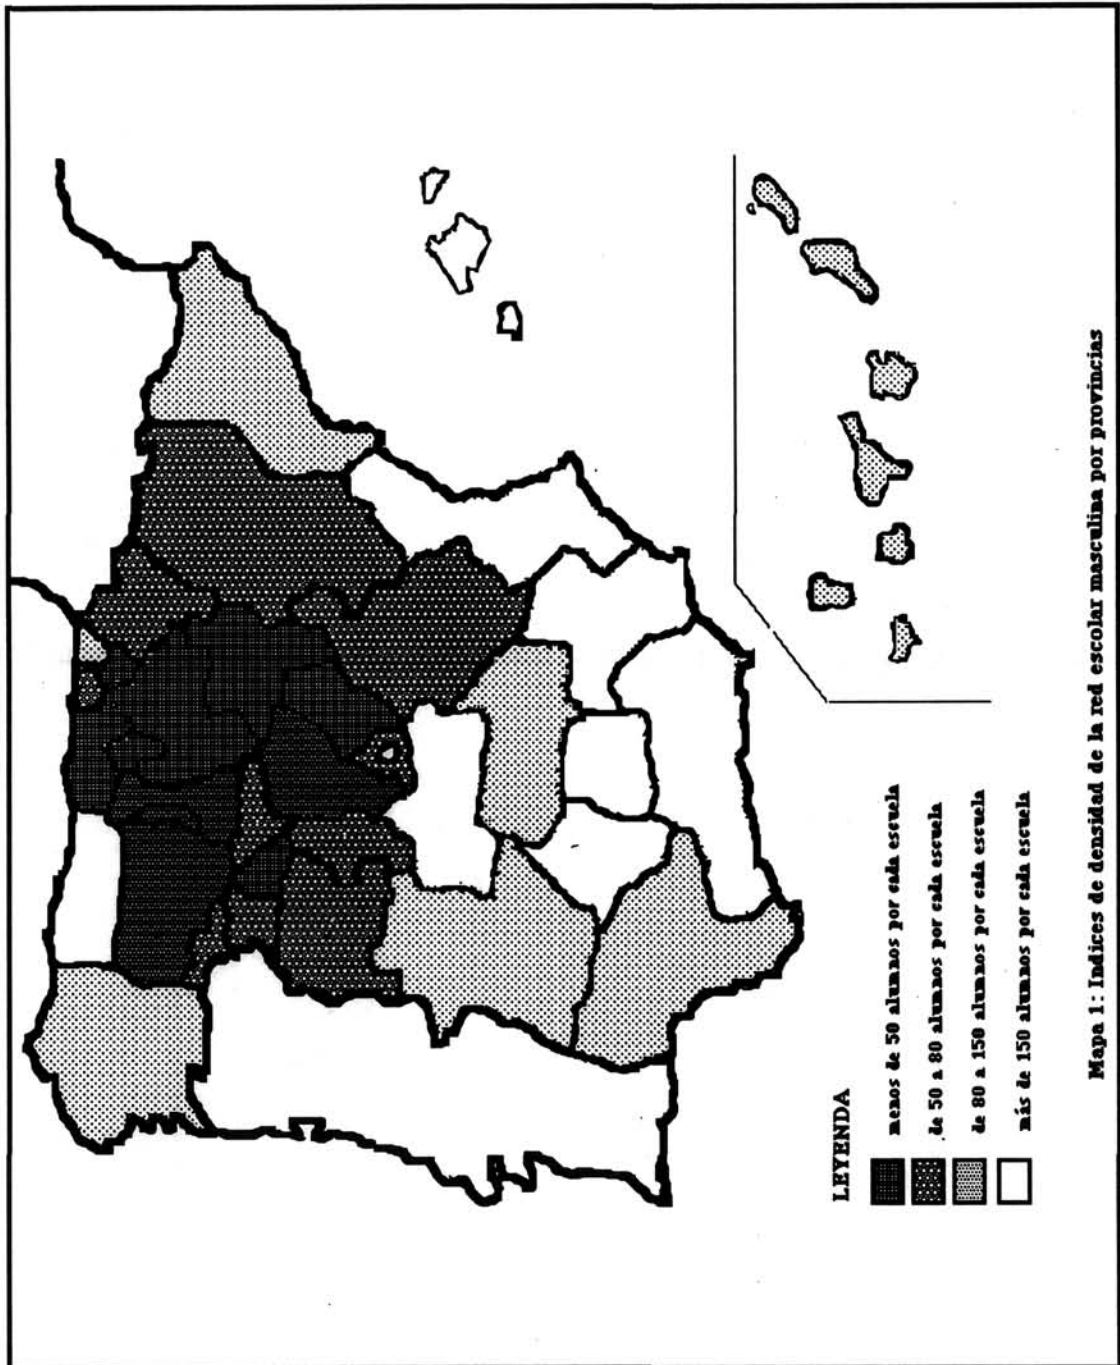 LEYENDA
menos de 50 alumnos por cada escuela
de 50 a 80 alumnos por cada escuela
de 80 a 150 alumnos por cada escuela
más de 150 alumnos por cada escuela
Mapa 1: Indices de densidad de la red escolar masculina por provincias